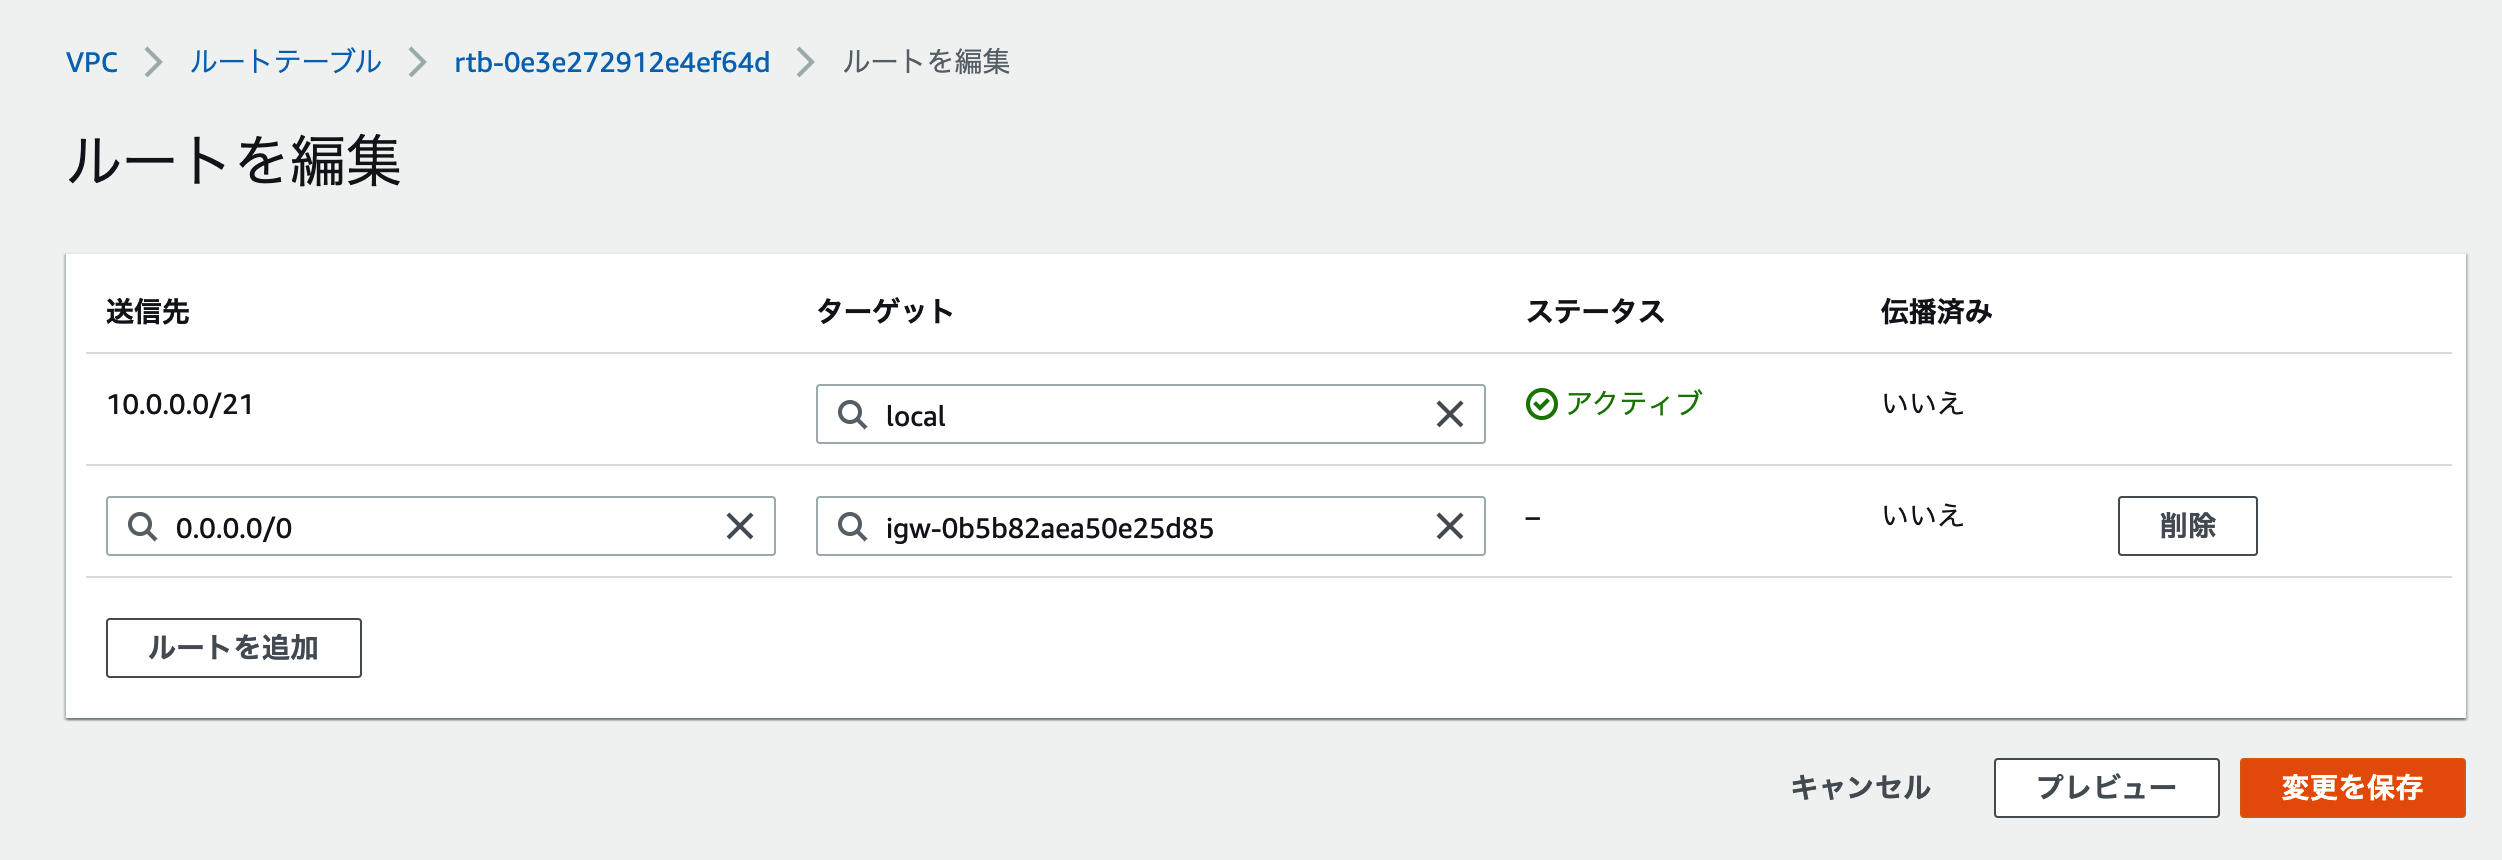 VPC ルートテーブル rtb-0e3e272912e4ef64d ルートを編集
ルートを編集
送信先 ターゲット ステータス 伝播済み
10.0.0.0/21 local アクティブ いいえ
0.0.0.0/0 igw-0b5b82aea50e25d85 – いいえ 削除
ルートを追加
キャンセル プレビュー 変更を保存